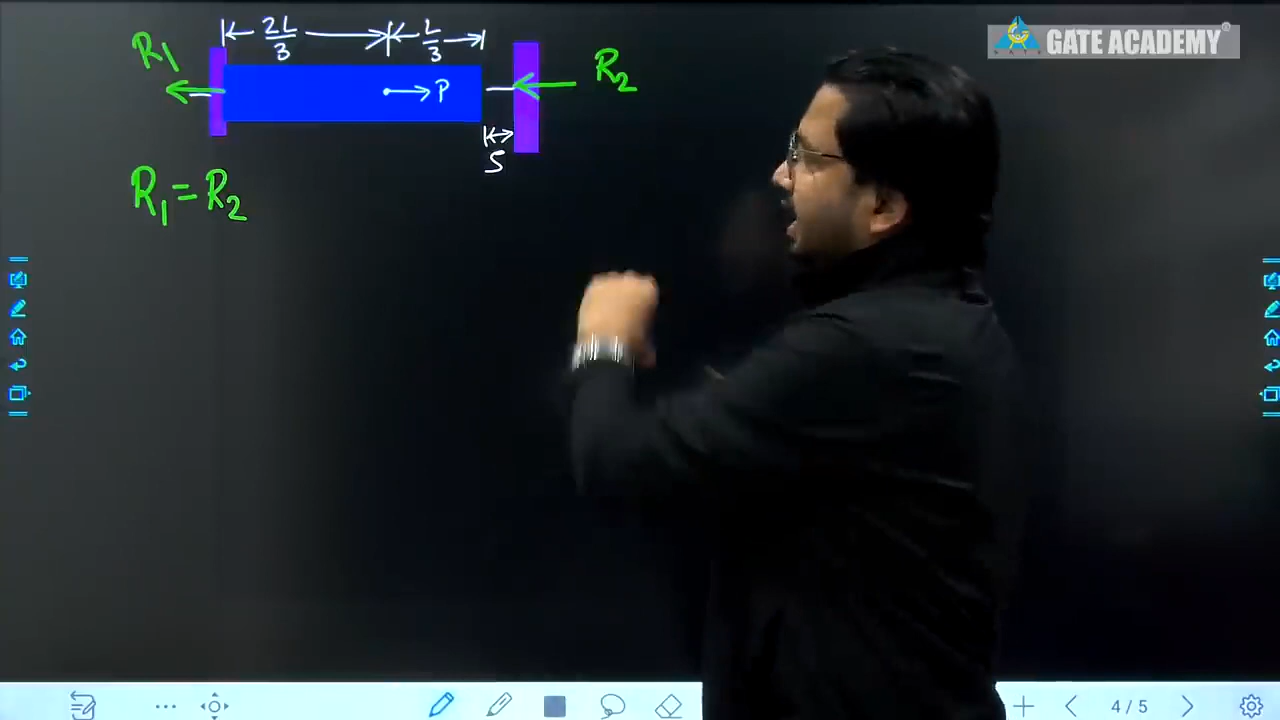 2L/3 L/3
R1 R2
P
S
R1 = R2
GATE ACADEMY
4 / 5